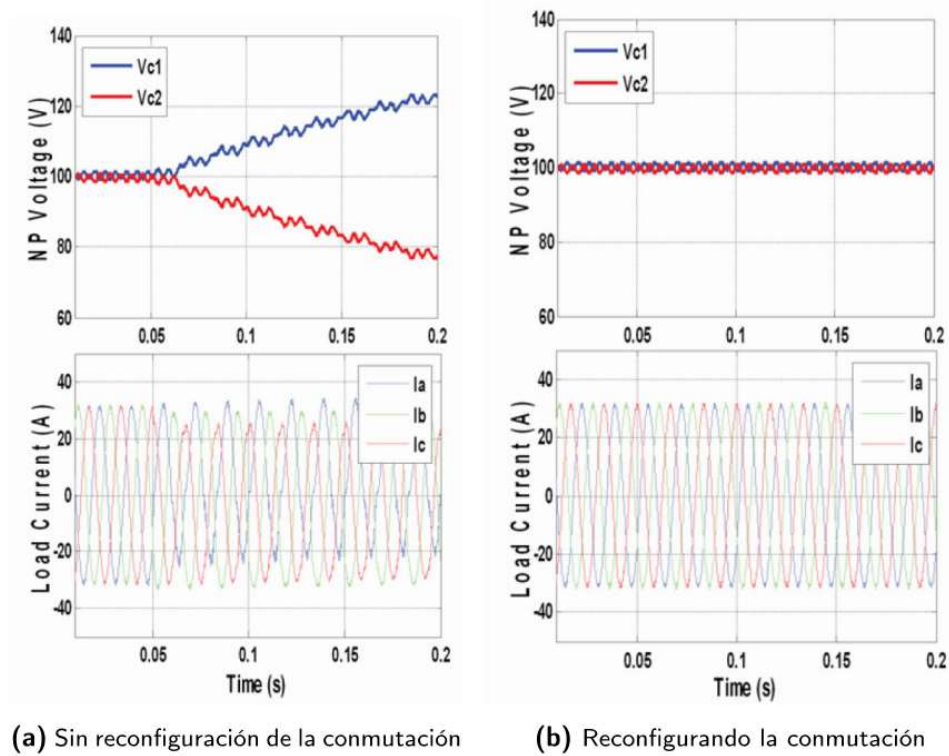 140
120
100
80
60
NP Voltage (V)
Vc1
Vc2
0.05
0.1
0.15
0.2
40
20
0
-20
-40
Load Current (A)
Ia
Ib
Ic
0.05
0.1
0.15
0.2
Time (s)
(a) Sin reconfiguración de la conmutación
140
120
100
80
60
NP Voltage (V)
Vc1
Vc2
0.05
0.1
0.15
0.2
40
20
0
-20
-40
Load Current (A)
Ia
Ib
Ic
0.05
0.1
0.15
0.2
Time (s)
(b) Reconfigurando la conmutación